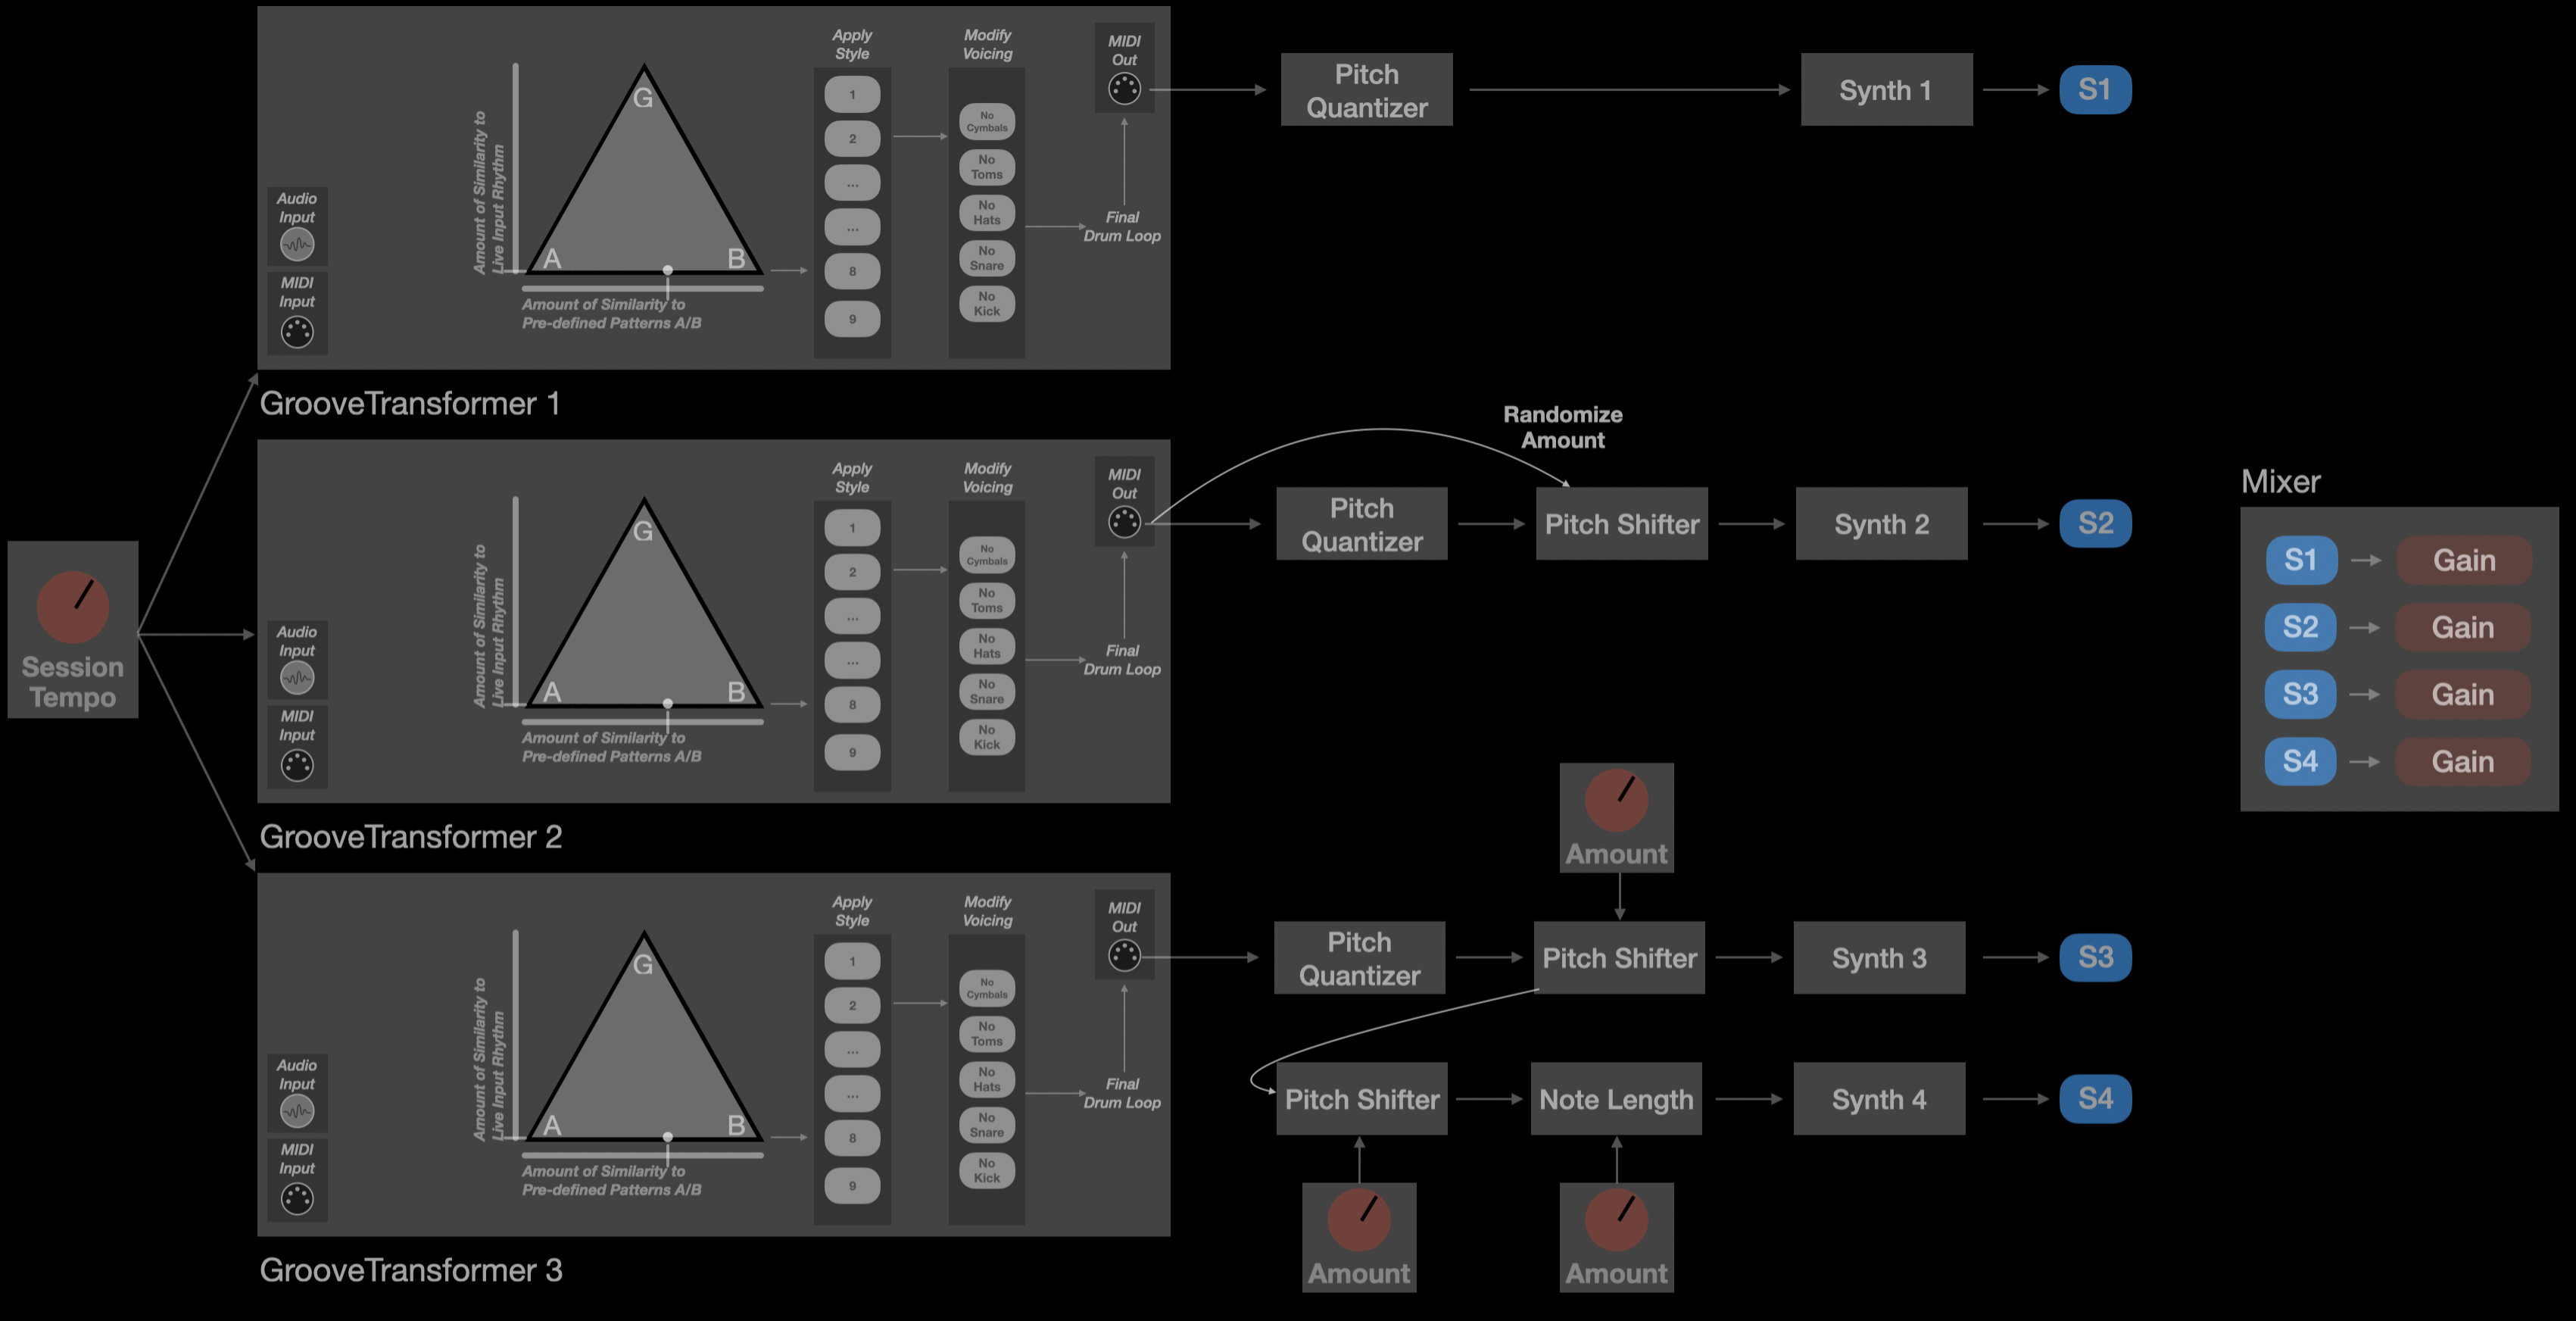 Apply
Style
Modify
Voicing
MIDI
Out
G
A
B
Amount of Similarity to
Live Input Rhythm
Amount of Similarity to
Pre-defined Patterns A/B
Audio
Input
MIDI
Input
1
2
...
...
8
9
No
Cymbals
No
Toms
No
Hats
No
Snare
No
Kick
Final
Drum Loop
Pitch
Quantizer
Synth 1
S1
GrooveTransformer 1
Apply
Style
Modify
Voicing
MIDI
Out
G
A
B
Amount of Similarity to
Live Input Rhythm
Amount of Similarity to
Pre-defined Patterns A/B
Audio
Input
MIDI
Input
1
2
...
...
8
9
No
Cymbals
No
Toms
No
Hats
No
Snare
No
Kick
Final
Drum Loop
Randomize
Amount
Pitch
Quantizer
Pitch Shifter
Synth 2
S2
GrooveTransformer 2
Session
Tempo
Mixer
S1
Gain
S2
Gain
S3
Gain
S4
Gain
Apply
Style
Modify
Voicing
MIDI
Out
G
A
B
Amount of Similarity to
Live Input Rhythm
Amount of Similarity to
Pre-defined Patterns A/B
Audio
Input
MIDI
Input
1
2
...
...
8
9
No
Cymbals
No
Toms
No
Hats
No
Snare
No
Kick
Final
Drum Loop
Amount
Pitch
Quantizer
Pitch Shifter
Synth 3
S3
Pitch Shifter
Note Length
Synth 4
S4
Amount
Amount
GrooveTransformer 3